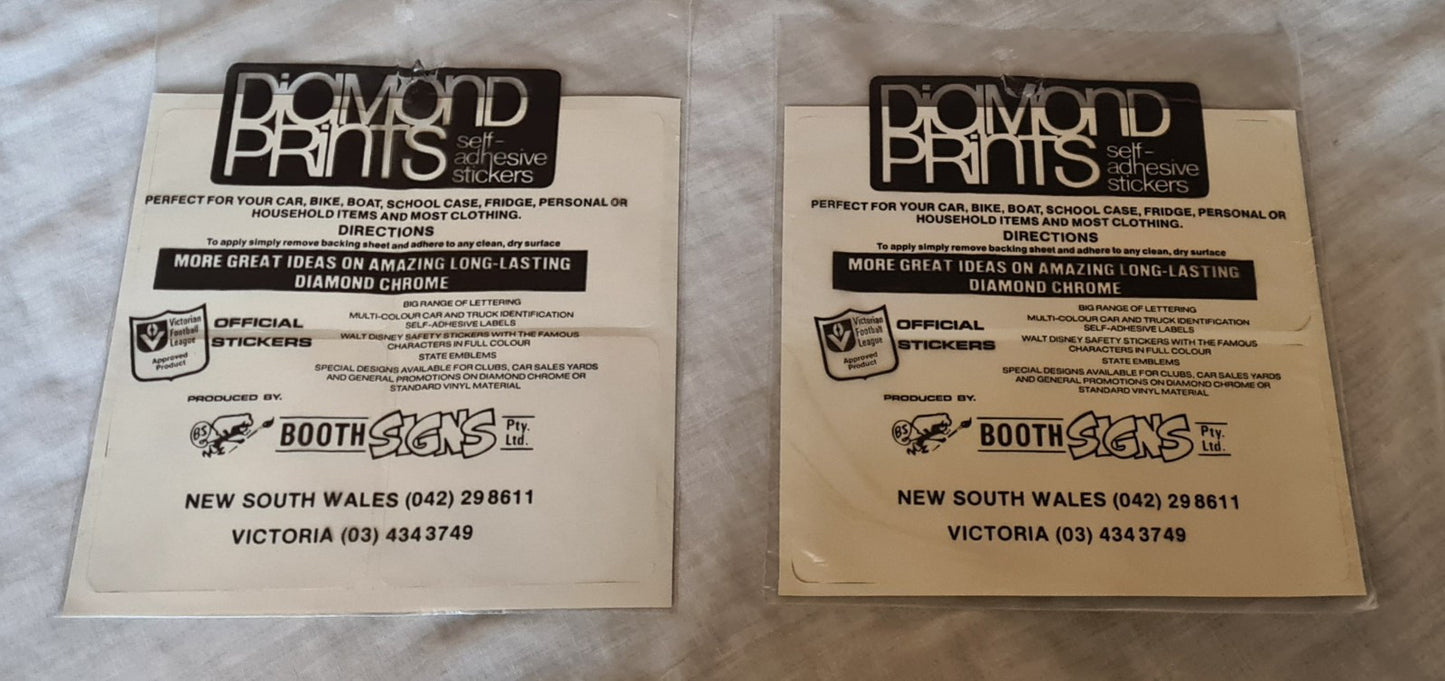 DiAMOND
PRiNTS self-
adhesive
stickers
PERFECT FOR YOUR CAR, BIKE, BOAT, SCHOOL CASE, FRIDGE, PERSONAL OR
HOUSEHOLD ITEMS AND MOST CLOTHING.
DIRECTIONS
To apply simply remove backing sheet and adhere to any clean, dry surface
MORE GREAT IDEAS ON AMAZING LONG-LASTING
DIAMOND CHROME
Victorian
Football
League
Approved
Product
OFFICIAL
STICKERS
BIG RANGE OF LETTERING
MULTI-COLOUR CAR AND TRUCK IDENTIFICATION
SELF-ADHESIVE LABELS
WALT DISNEY SAFETY STICKERS WITH THE FAMOUS
CHARACTERS IN FULL COLOUR
STATE EMBLEMS
SPECIAL DESIGNS AVAILABLE FOR CLUBS, CAR SALES YARDS
AND GENERAL PROMOTIONS ON DIAMOND CHROME OR
STANDARD VINYL MATERIAL
PRODUCED BY.
BS
BOOTH SIGNS Pty.
Ltd.
NEW SOUTH WALES (042) 29 8611
VICTORIA (03) 434 3749
DiAMOND
PRiNTS self-
adhesive
stickers
PERFECT FOR YOUR CAR, BIKE, BOAT, SCHOOL CASE, FRIDGE, PERSONAL OR
HOUSEHOLD ITEMS AND MOST CLOTHING.
DIRECTIONS
To apply simply remove backing sheet and adhere to any clean, dry surface
MORE GREAT IDEAS ON AMAZING LONG-LASTING
DIAMOND CHROME
Victorian
Football
League
Approved
Product
OFFICIAL
STICKERS
BIG RANGE OF LETTERING
MULTI-COLOUR CAR AND TRUCK IDENTIFICATION
SELF-ADHESIVE LABELS
WALT DISNEY SAFETY STICKERS WITH THE FAMOUS
CHARACTERS IN FULL COLOUR
STATE EMBLEMS
SPECIAL DESIGNS AVAILABLE FOR CLUBS, CAR SALES YARDS
AND GENERAL PROMOTIONS ON DIAMOND CHROME OR
STANDARD VINYL MATERIAL
PRODUCED BY.
BS
BOOTH SIGNS Pty.
Ltd.
NEW SOUTH WALES (042) 29 8611
VICTORIA (03) 434 3749